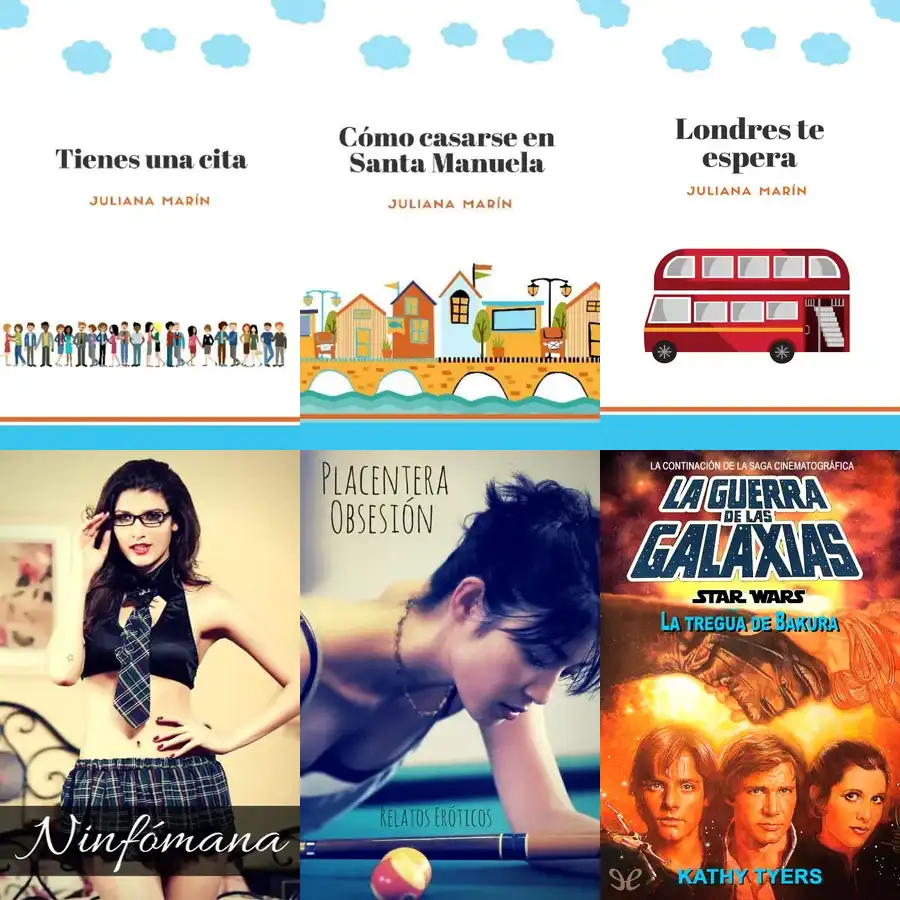 Tienes una cita
JULIANA MARÍN
Cómo casarse en
Santa Manuela
JULIANA MARÍN
Londres te
espera
JULIANA MARÍN
Ninfómana
PLACENTERA
OBSESIÓN
RELATOS ERÓTICOS
LA CONTINACIÓN DE LA SAGA CINEMATOGRÁFICA
LA GUERRA
DE LAS
GALAXIAS
STAR WARS
LA TREGUA DE BAKURA
KATHY TYERS